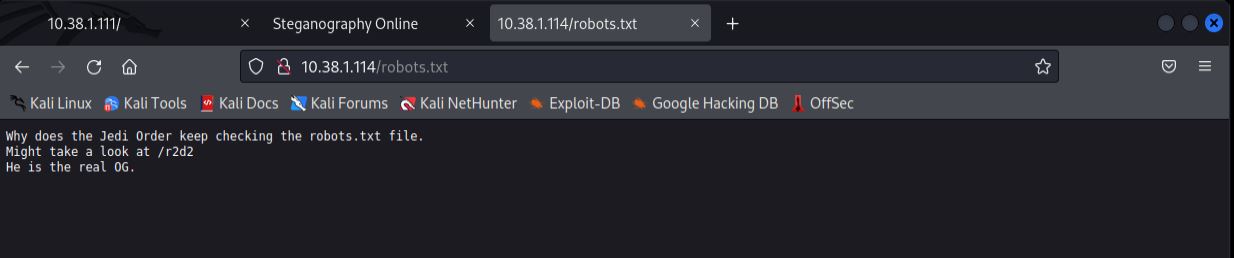 10.38.1.111/
Steganography Online
10.38.1.114/robots.txt
10.38.1.114/robots.txt
Kali Linux
Kali Tools
Kali Docs
Kali Forums
Kali NetHunter
Exploit-DB
Google Hacking DB
OffSec
Why does the Jedi Order keep checking the robots.txt file.
Might take a look at /r2d2
He is the real OG.